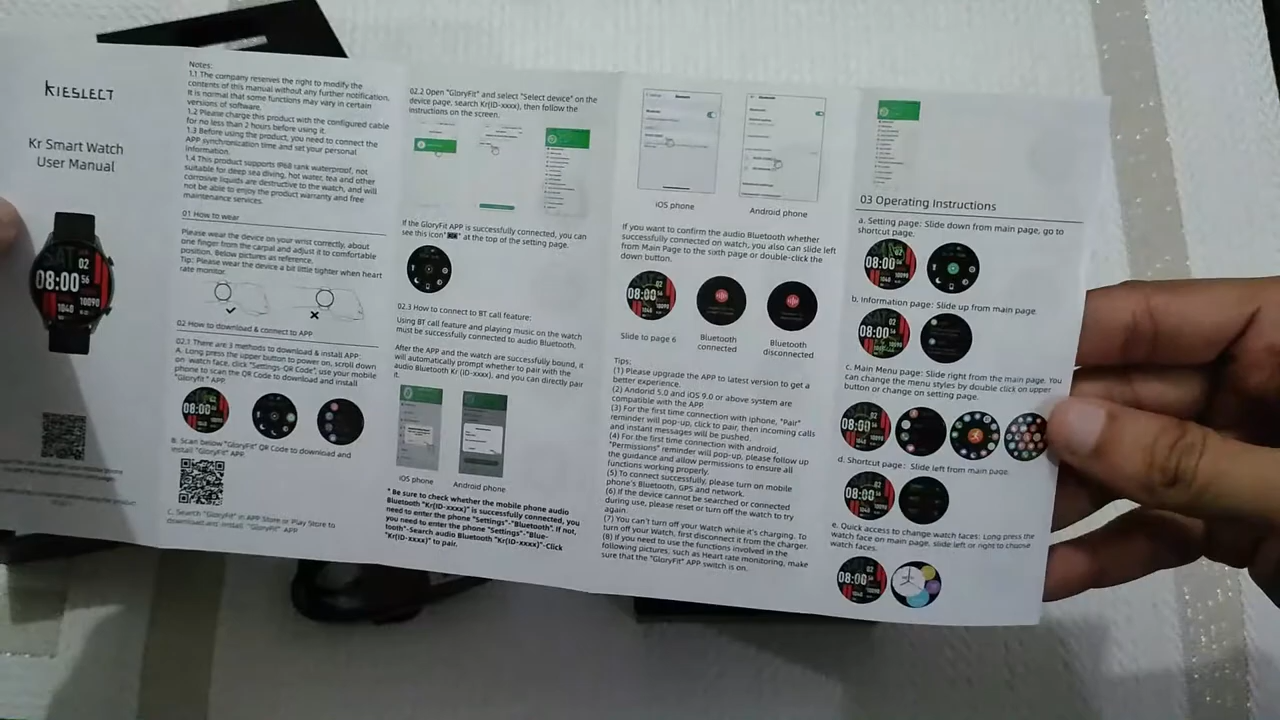 KIESLECT
Kr Smart Watch
User Manual
SAT
02
08:00 56
1048 10090
Notes:
1.1 The company reserves the right to modify the
contents of this manual without any further notification.
It is normal that some functions may vary in certain
versions of software.
1.2 Please charge this product with the configured cable
for no less than 2 hours before using it.
1.3 Before using the product, you need to connect the
APP synchronization time and set your personal
information.
1.4 This product supports IP68 rank waterproof, not
suitable for deep sea diving, hot water, tea and other
corrosive liquids are destructive to the watch, and will
not be able to enjoy the product warranty and free
maintenance services.
01 How to wear
Please wear the device on your wrist correctly, about
one finger from the carpal and adjust it to comfortable
position. Below pictures as reference.
Tip: Please wear the device a bit little tighter when heart
rate monitor.
02 How to download & connect to APP
02.1 There are 3 methods to download & install APP:
A. Long press the upper button to power on, scroll down
on watch face, click "Settings-QR Code", use your mobile
phone to scan the QR Code to download and install
"Gloryfit" APP.
08:00
B. Scan below "GloryFit" QR Code to download and
install "GloryFit" APP.
C. Search "GloryFit" in APP Store or Play Store to
download and install "GloryFit" APP
02.2 Open "GloryFit" and select "Select device" on the
device page, search Kr(ID-xxxx), then follow the
instructions on the screen.
If the GloryFit APP is successfully connected, you can
see this icon" " at the top of the setting page.
02.3 How to connect to BT call feature:
Using BT call feature and playing music on the watch
must be successfully connected to audio Bluetooth.
After the APP and the watch are successfully bound, it
will automatically prompt whether to pair with the
audio Bluetooth Kr (ID-xxxx), and you can directly pair
it.
iOS phone
Android phone
* Be sure to check whether the mobile phone audio
Bluetooth "Kr(ID-xxxx)" is successfully connected, you
need to enter the phone "Settings"-"Bluetooth". If not,
you need to enter the phone "Settings"-"Blue-
tooth"-Search audio Bluetooth "Kr(ID-xxxx)"-Click
"Kr(ID-xxxx)" to pair.
iOS phone
Android phone
If you want to confirm the audio Bluetooth whether
successfully connected on watch, you also can slide left
from Main Page to the sixth page or double-click the
down button.
08:00
Slide to page 6
Bluetooth
connected
Bluetooth
disconnected
Tips:
(1) Please upgrade the APP to latest version to get a
better experience.
(2) Andorid 5.0 and iOS 9.0 or above system are
compatible with the APP.
(3) For the first time connection with iphone, "Pair"
reminder will pop-up, click to pair, then incoming calls
and instant messages will be pushed.
(4) For the first time connection with android,
"Permissions" reminder will pop-up, please follow up
the guidance and allow permissions to ensure all
functions working properly.
(5) To connect successfully, please turn on mobile
phone's Bluetooth, GPS and network.
(6) If the device cannot be searched or connected
during use, please reset or turn off the watch to try
again.
(7) You can't turn off your Watch while it's charging. To
turn off your Watch, first disconnect it from the charger.
(8) If you need to use the functions involved in the
following pictures, such as Heart rate monitoring, make
sure that the "GloryFit" APP switch is on.
03 Operating Instructions
a. Setting page: Slide down from main page, go to
shortcut page.
08:00
b. Information page: Slide up from main page.
08:00
c. Main Menu page: Slide right from the main page. You
can change the menu styles by double click on upper
button or change on setting page.
08:00
d. Shortcut page: Slide left from main page.
08:00
e. Quick access to change watch faces: Long press the
watch face on main page, slide left or right to choose
watch faces.
08:00